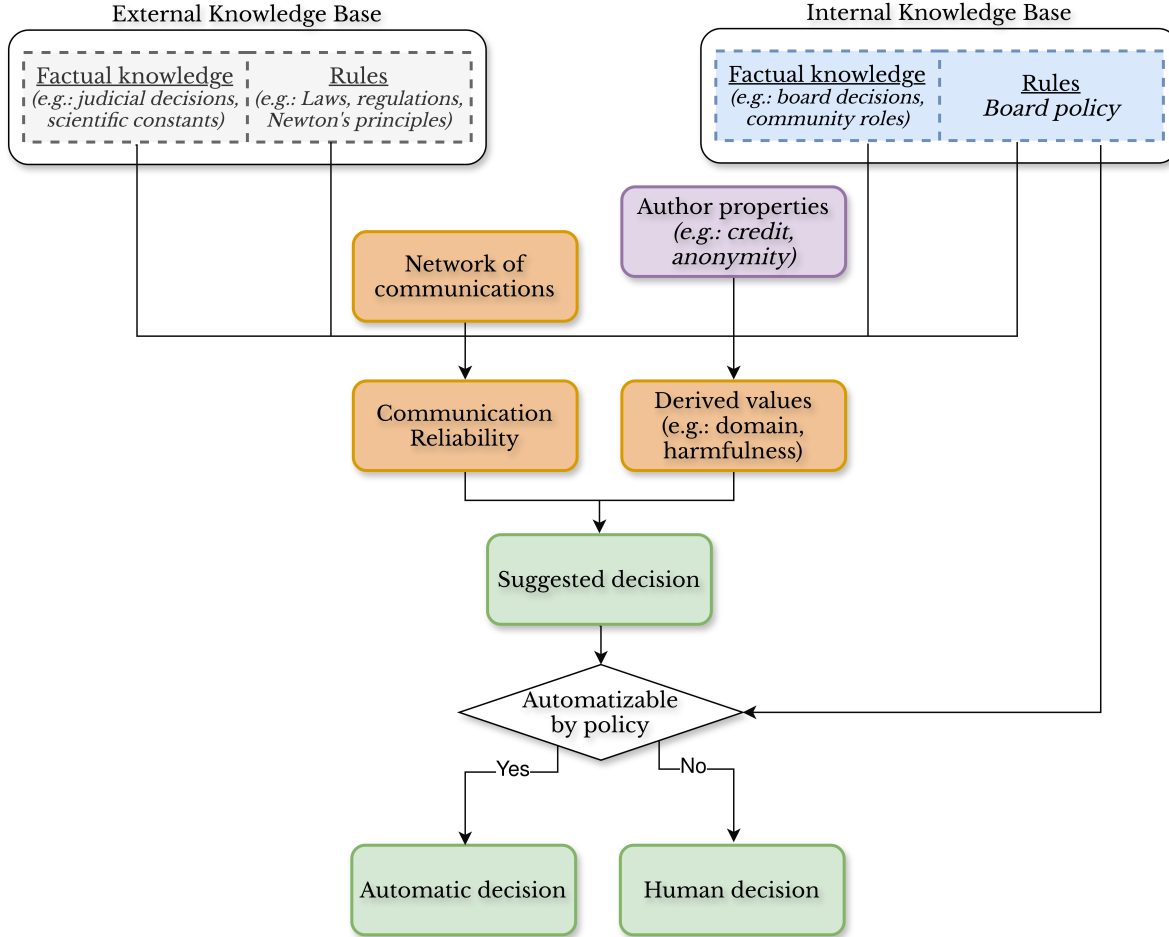 External Knowledge Base
Internal Knowledge Base
Factual knowledge
(e.g.: judicial decisions,
scientific constants)
Rules
(e.g.: Laws, regulations,
Newton's principles)
Factual knowledge
(e.g.: board decisions,
community roles)
Rules
Board policy
Author properties
(e.g.: credit,
anonymity)
Network of
communications
Communication
Reliability
Derived values
(e.g.: domain,
harmfulness)
Suggested decision
Automatizable
by policy
Yes
No
Automatic decision
Human decision